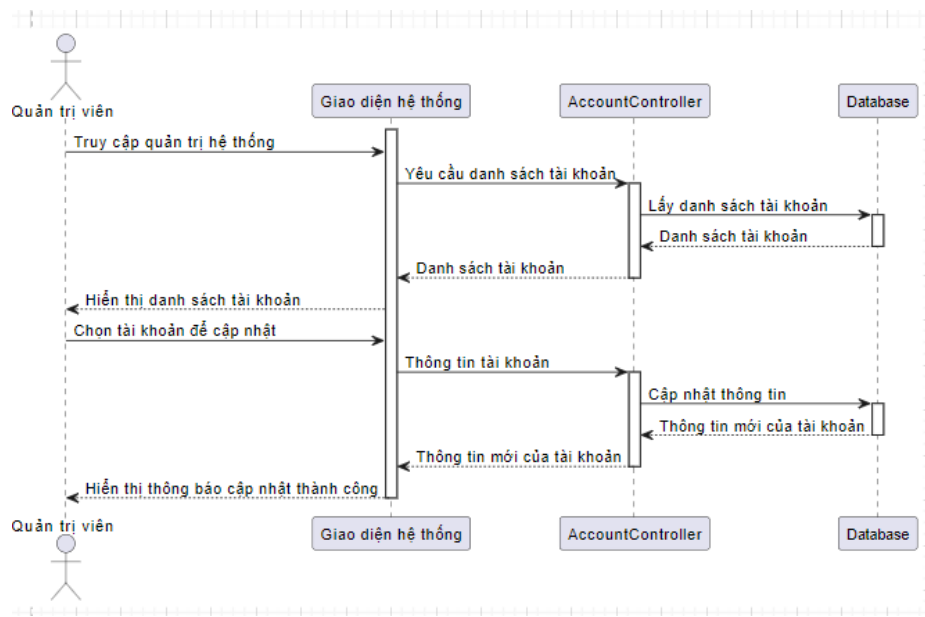 Quản trị viên
Giao diện hệ thống
AccountController
Database
Truy cập quản trị hệ thống
Yêu cầu danh sách tài khoản
Lấy danh sách tài khoản
Danh sách tài khoản
Danh sách tài khoản
Hiển thị danh sách tài khoản
Chọn tài khoản để cập nhật
Thông tin tài khoản
Cập nhật thông tin
Thông tin mới của tài khoản
Thông tin mới của tài khoản
Hiển thị thông báo cập nhật thành công
Quản trị viên
Giao diện hệ thống
AccountController
Database